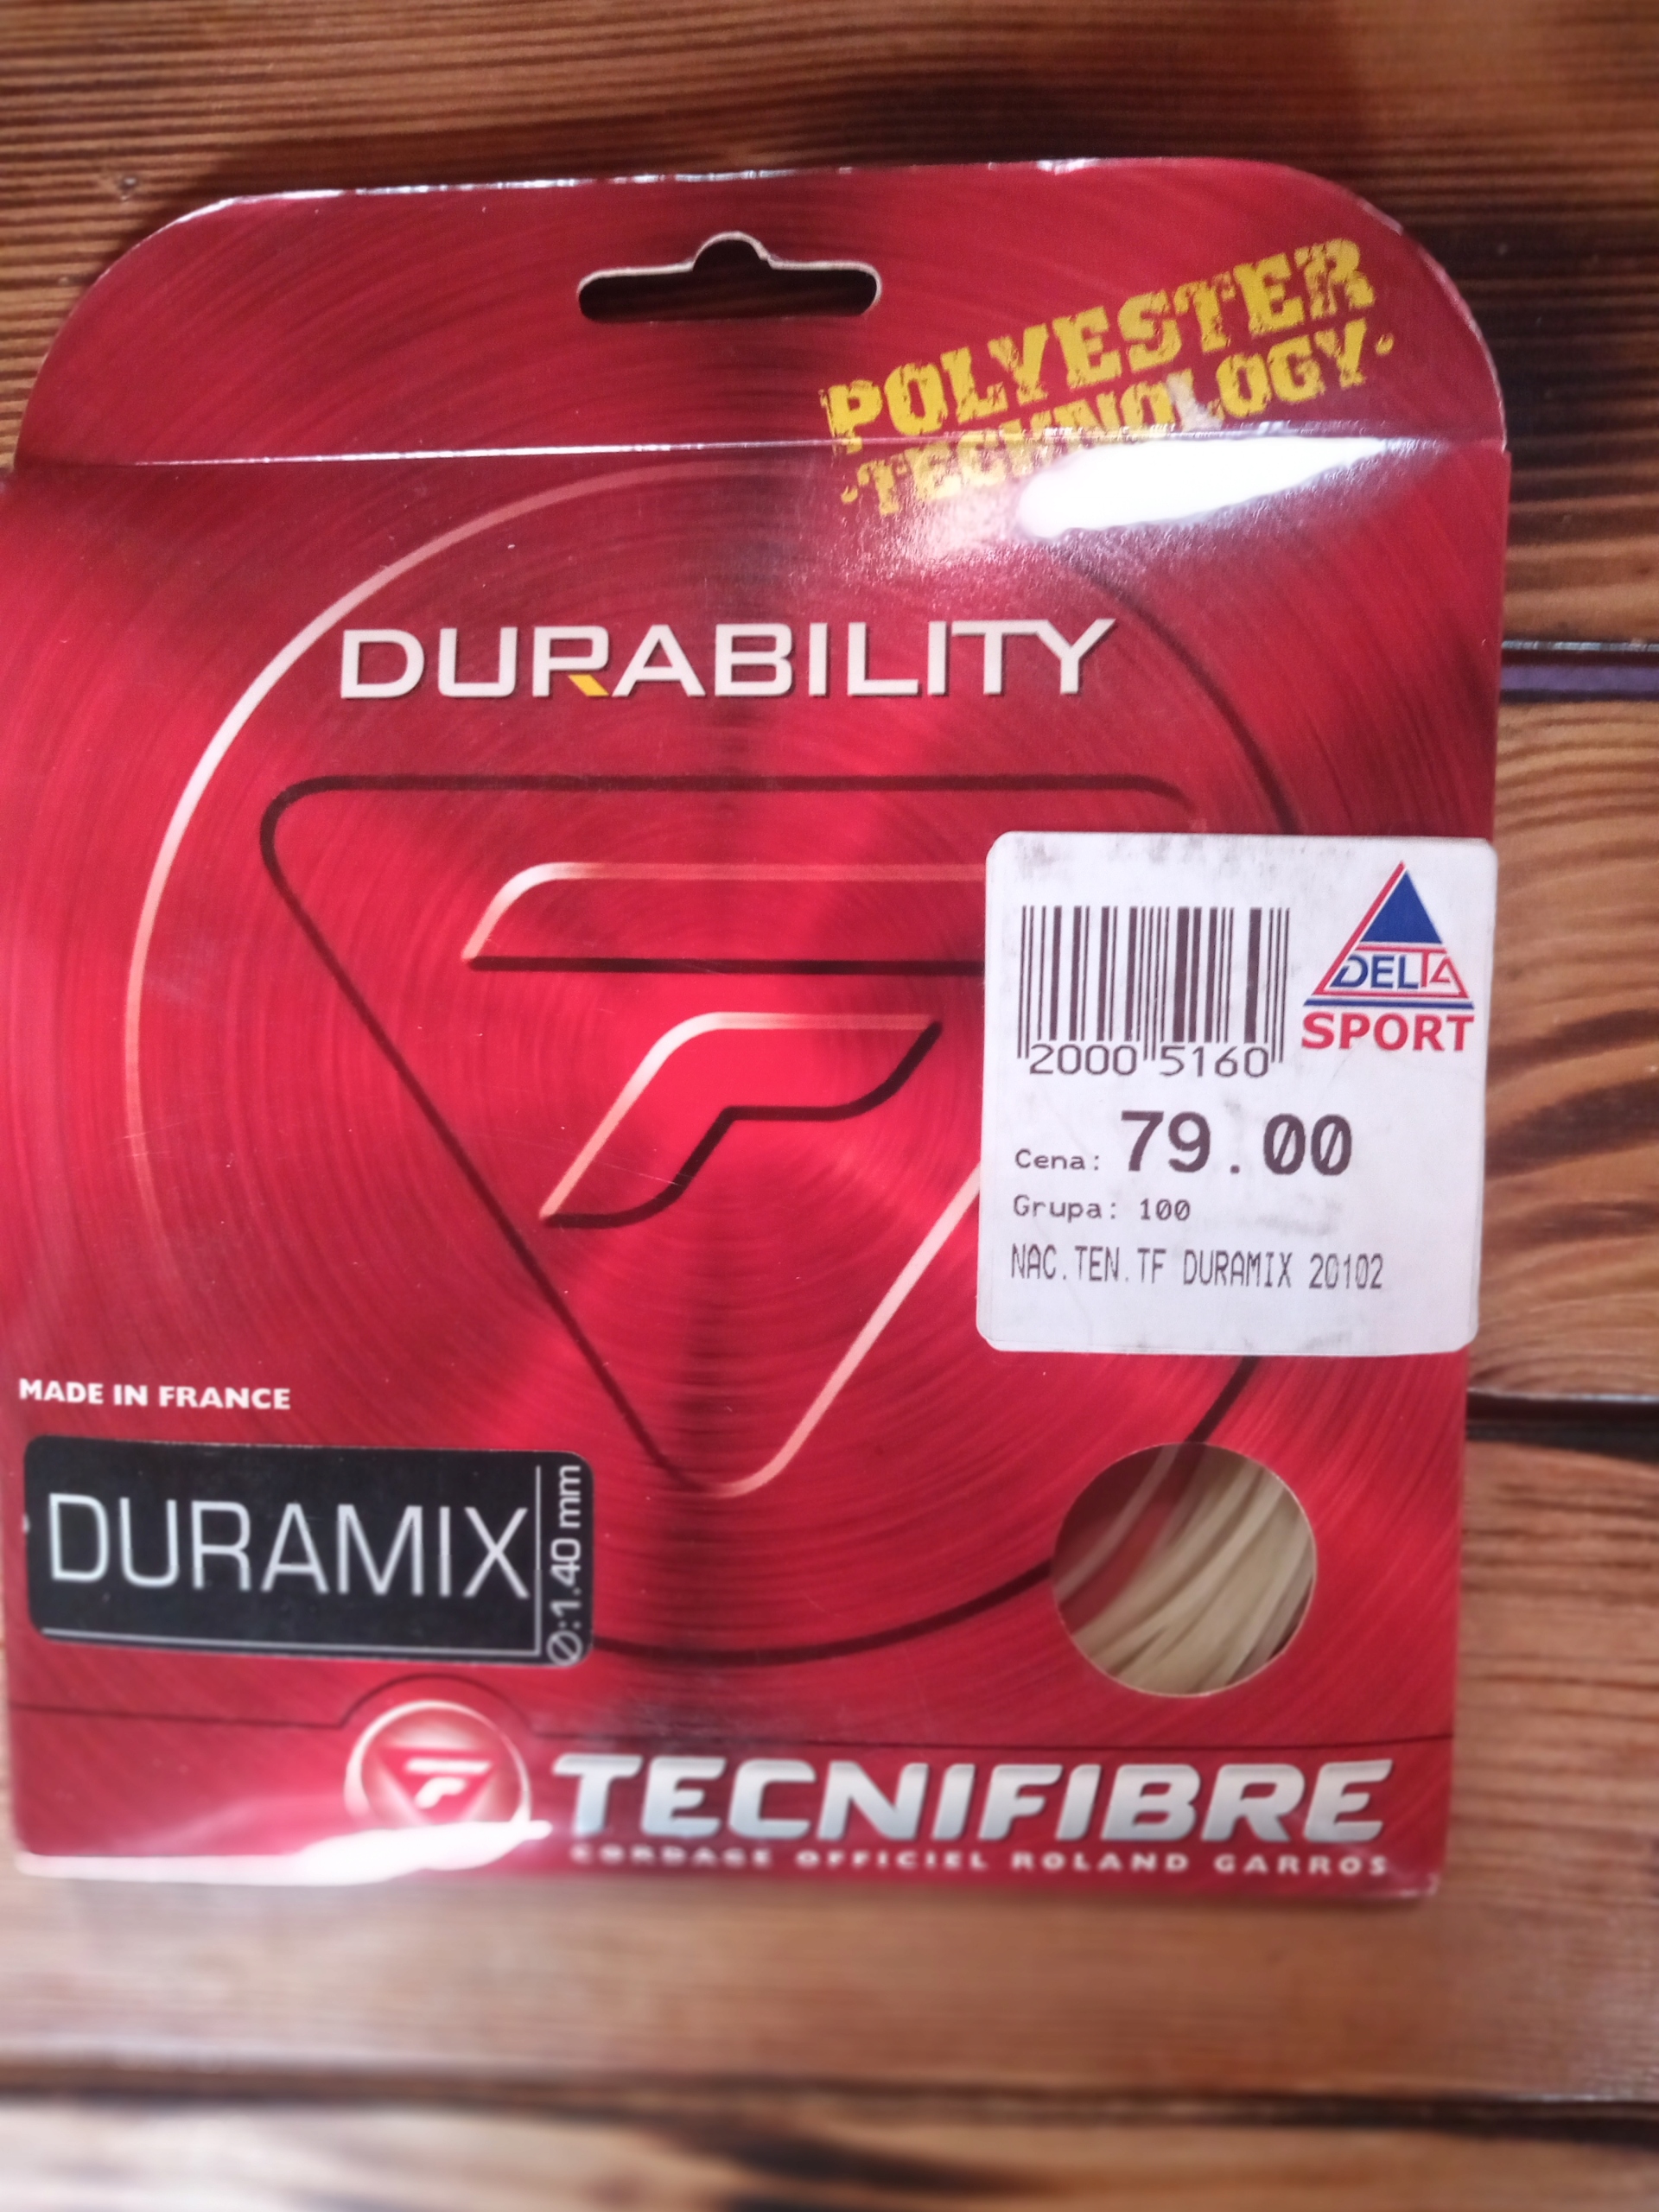 POLYESTER
·TECHNOLOGY·
DURABILITY
DELTA
SPORT
2000 5160
Cena: 79.00
Grupa: 100
NAC.TEN.TF DURAMIX 20102
MADE IN FRANCE
DURAMIX
Ø:1.40 mm
TECNIFIBRE
CORDAGE OFFICIEL ROLAND GARROS